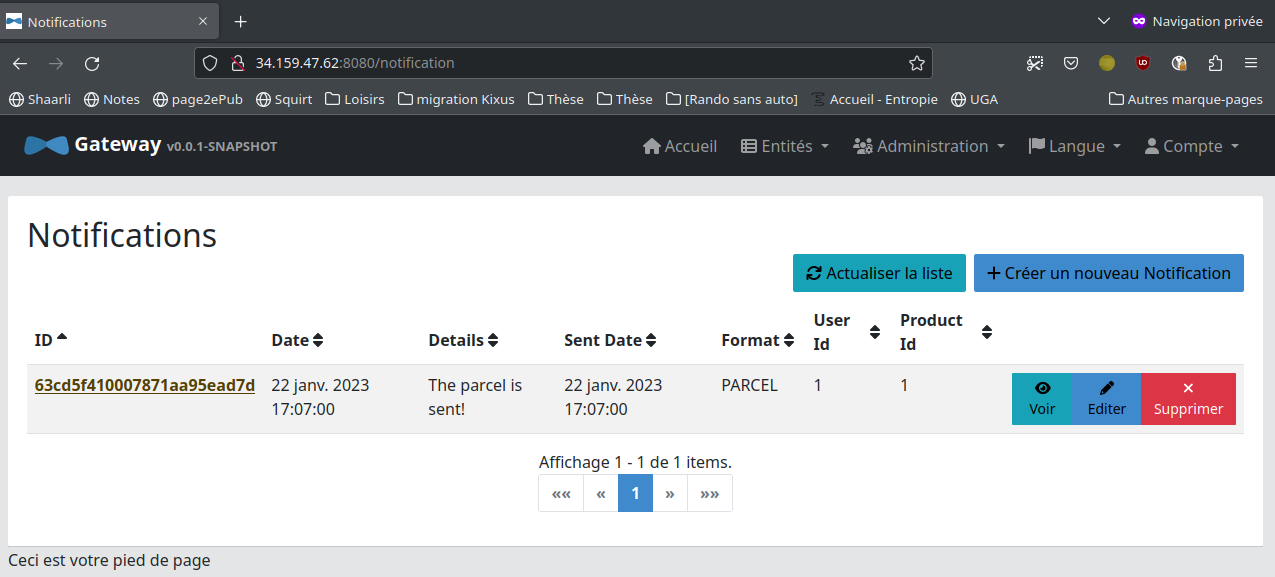 Notifications
Navigation privée
34.159.47.62:8080/notification
Shaarli Notes page2ePub Squirt Loisirs migration Kixus Thèse Thèse [Rando sans auto] Accueil - Entropie UGA Autres marque-pages
Gateway v0.0.1-SNAPSHOT Accueil Entités Administration Langue Compte
Notifications
Actualiser la liste Créer un nouveau Notification
ID Date Details Sent Date Format User Id Product Id
63cd5f410007871aa95ead7d 22 janv. 2023 The parcel is 22 janv. 2023 PARCEL 1 1
17:07:00 sent! 17:07:00 Voir Editer Supprimer
Affichage 1 - 1 de 1 items.
«« « 1 » »»
Ceci est votre pied de page